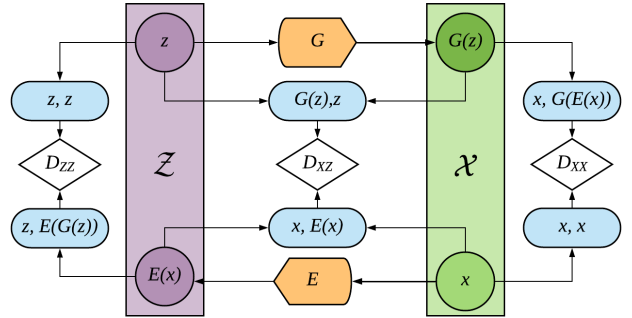 z
G
G(z)
z, z
G(z),z
x, G(E(x))
D_ZZ
𝒵
D_XZ
𝒳
D_XX
z, E(G(z))
x, E(x)
x, x
E(x)
E
x